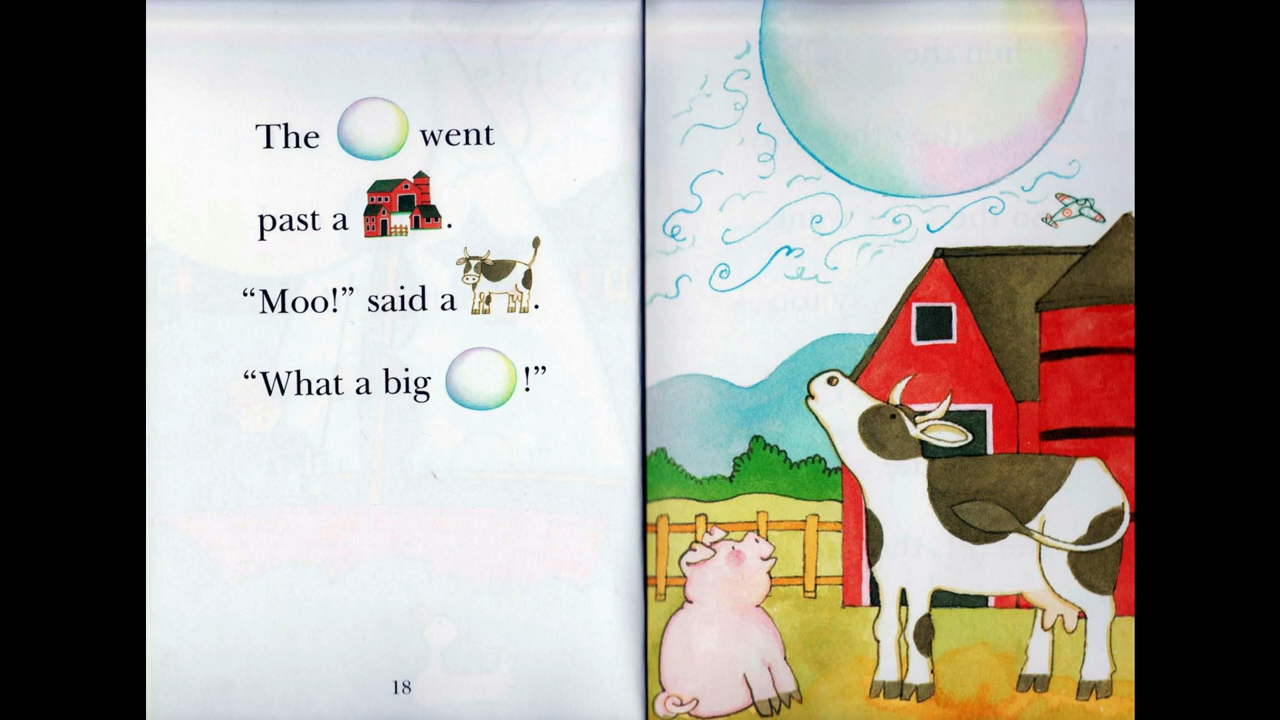 The went
past a .
“Moo!” said a .
“What a big !”
18